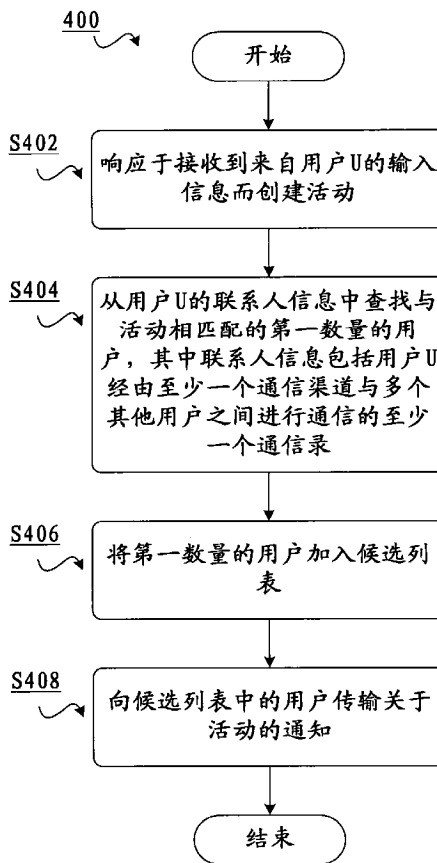 400
开始
S402
响应于接收到来自用户U的输入
信息而创建活动
S404
从用户U的联系人信息中查找与
活动相匹配的第一数量的用
户，其中联系人信息包括用户U
经由至少一个通信渠道与多个
其他用户之间进行通信的至少
一个通信录
S406
将第一数量的用户加入候选列
表
S408
向候选列表中的用户传输关于
活动的通知
结束